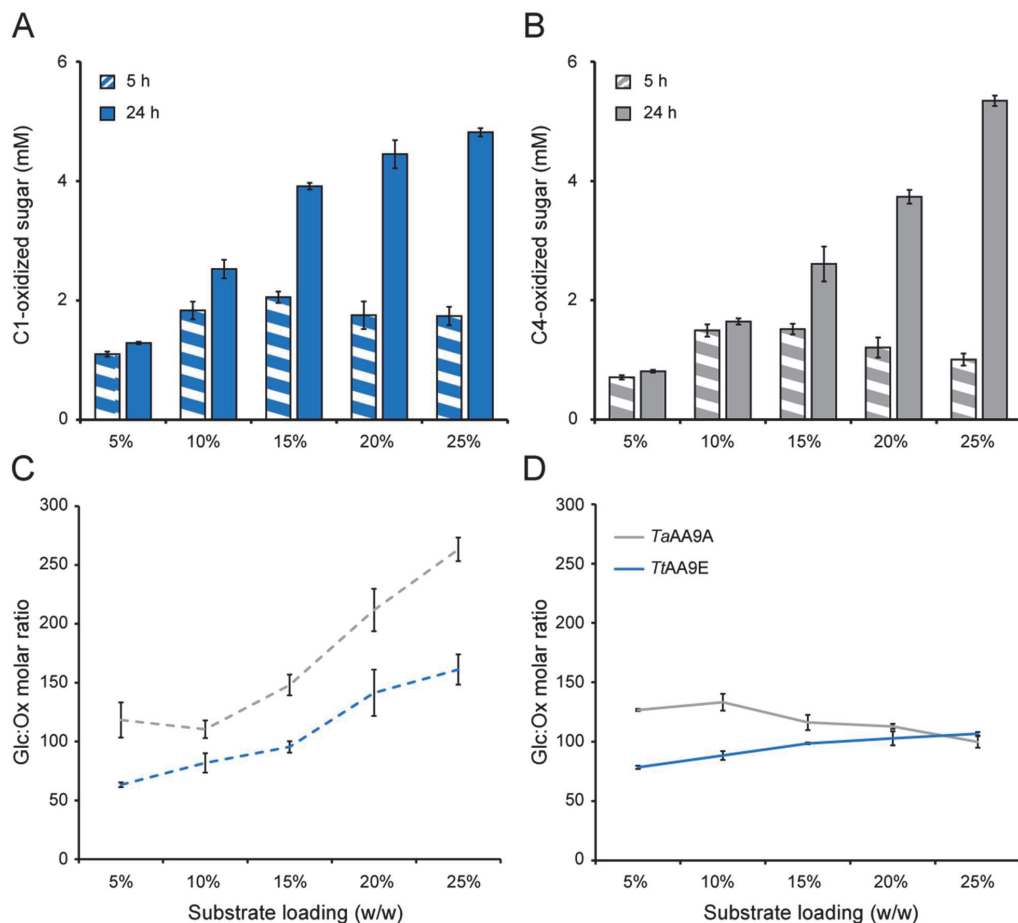 A
6
4
2
0
C1-oxidized sugar (mM)
5 h
24 h
5%
10%
15%
20%
25%
B
6
4
2
0
C4-oxidized sugar (mM)
5 h
24 h
5%
10%
15%
20%
25%
C
300
250
200
150
100
50
0
Glc:Ox molar ratio
5%
10%
15%
20%
25%
Substrate loading (w/w)
D
300
250
200
150
100
50
0
Glc:Ox molar ratio
TaAA9A
TtAA9E
5%
10%
15%
20%
25%
Substrate loading (w/w)